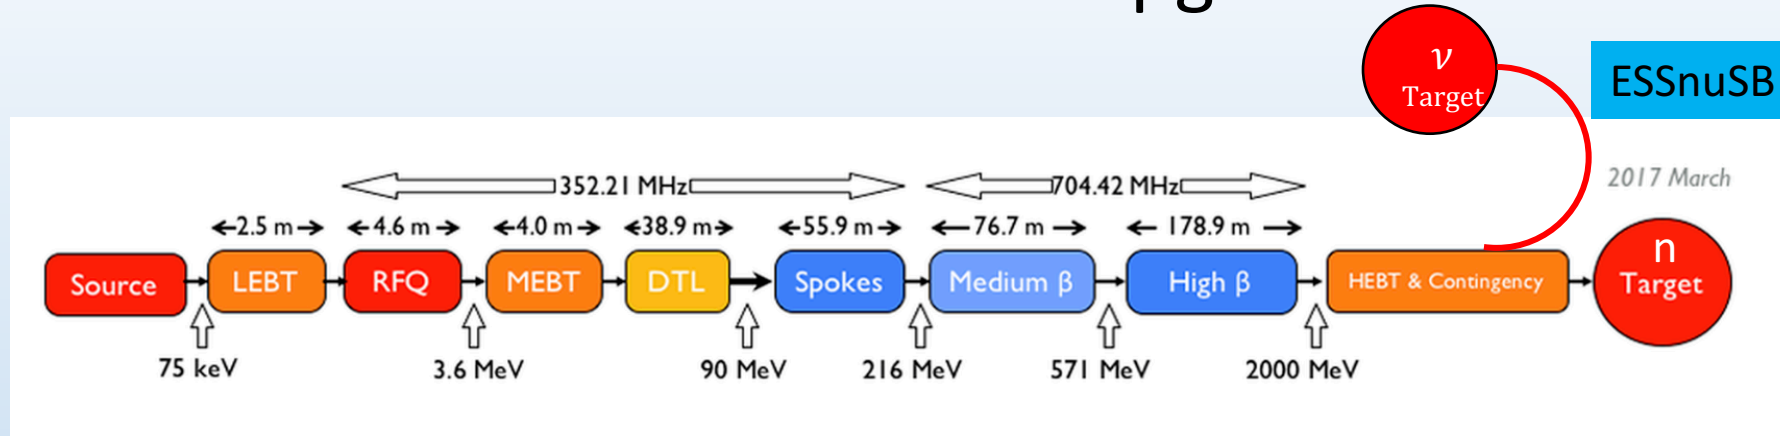 ν
Target
ESSnuSB
2017 March
352.21 MHz
704.42 MHz
2.5 m
4.6 m
4.0 m
38.9 m
55.9 m
76.7 m
178.9 m
Source
LEBT
RFQ
MEBT
DTL
Spokes
Medium β
High β
HEBT & Contingency
n
Target
75 keV
3.6 MeV
90 MeV
216 MeV
571 MeV
2000 MeV